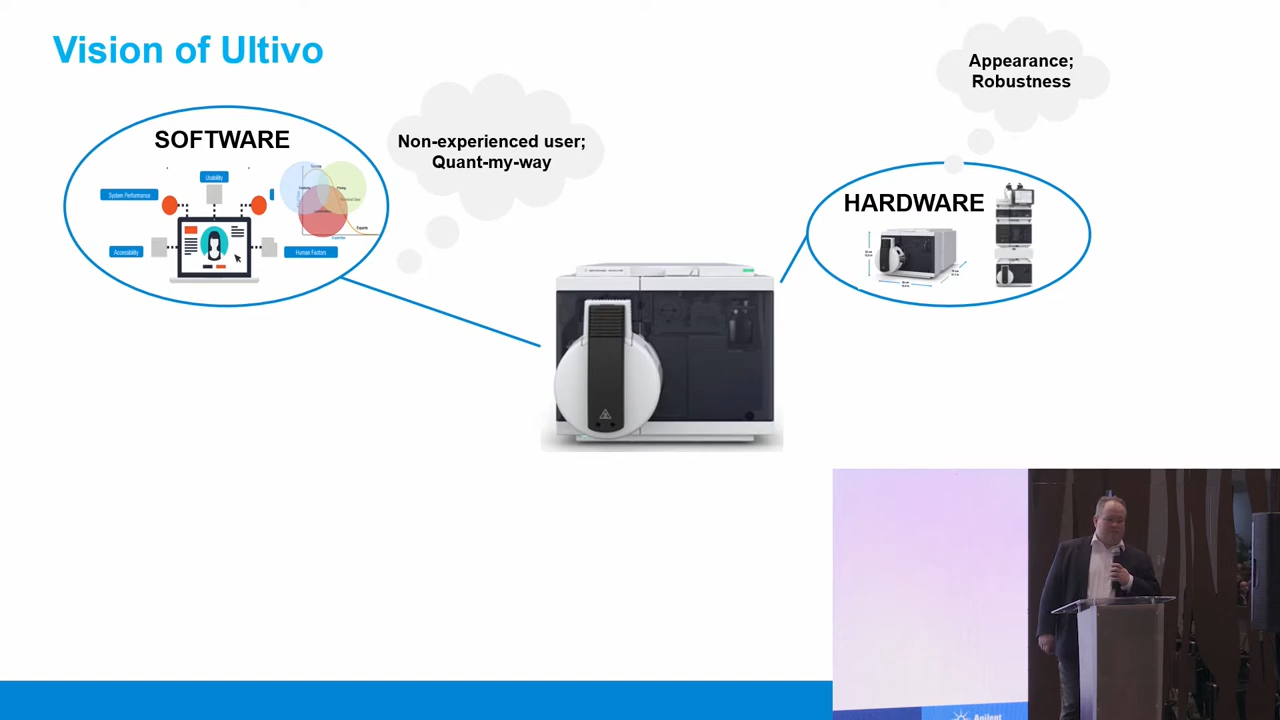 Vision of Ultivo
Appearance;
Robustness
SOFTWARE
Non-experienced user;
Quant-my-way
Usability
System Performance
Accessibility
Human Factors
HARDWARE
Agilent